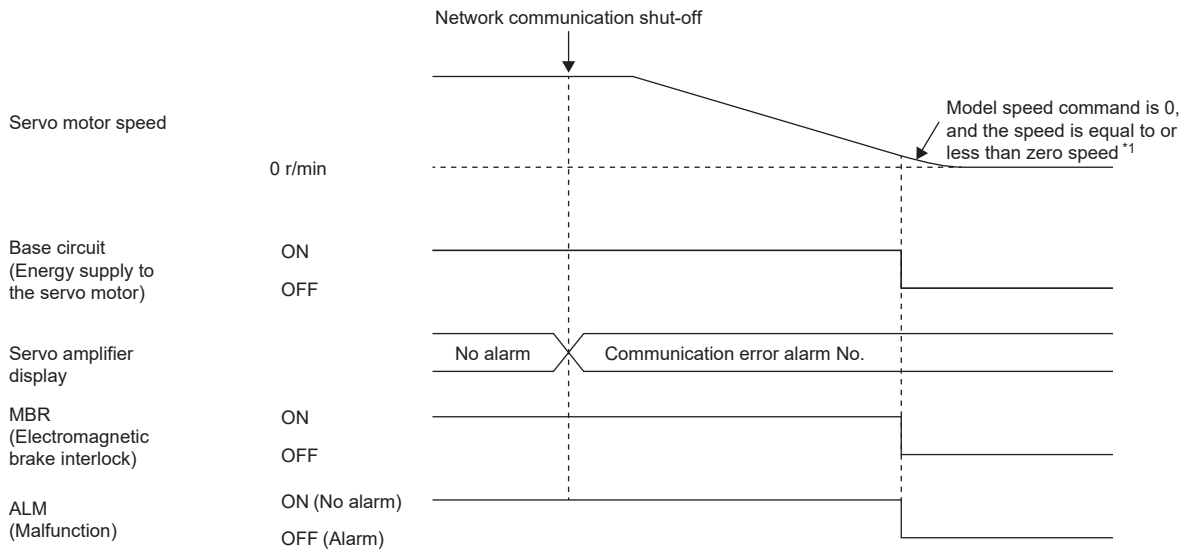 Network communication shut-off
Servo motor speed
0 r/min
Model speed command is 0,
and the speed is equal to or
less than zero speed *1
Base circuit
(Energy supply to
the servo motor)
ON
OFF
Servo amplifier
display
No alarm
Communication error alarm No.
MBR
(Electromagnetic
brake interlock)
ON
OFF
ALM
(Malfunction)
ON (No alarm)
OFF (Alarm)